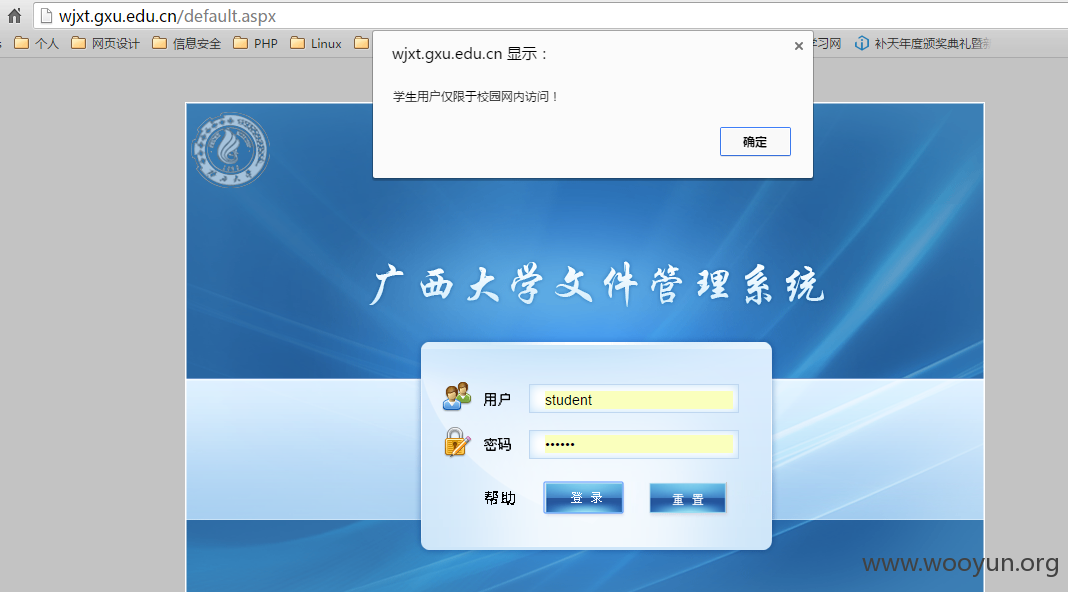 wjxt.gxu.edu.cn/default.aspx
个人 网页设计 信息安全 PHP Linux 学习网 补天年度颁奖典礼暨
wjxt.gxu.edu.cn 显示：
×
学生用户仅限于校园网内访问！
确定
广西大学文件管理系统
用户 student
密码 ••••••
帮助 登录 重置
www.wooyun.org